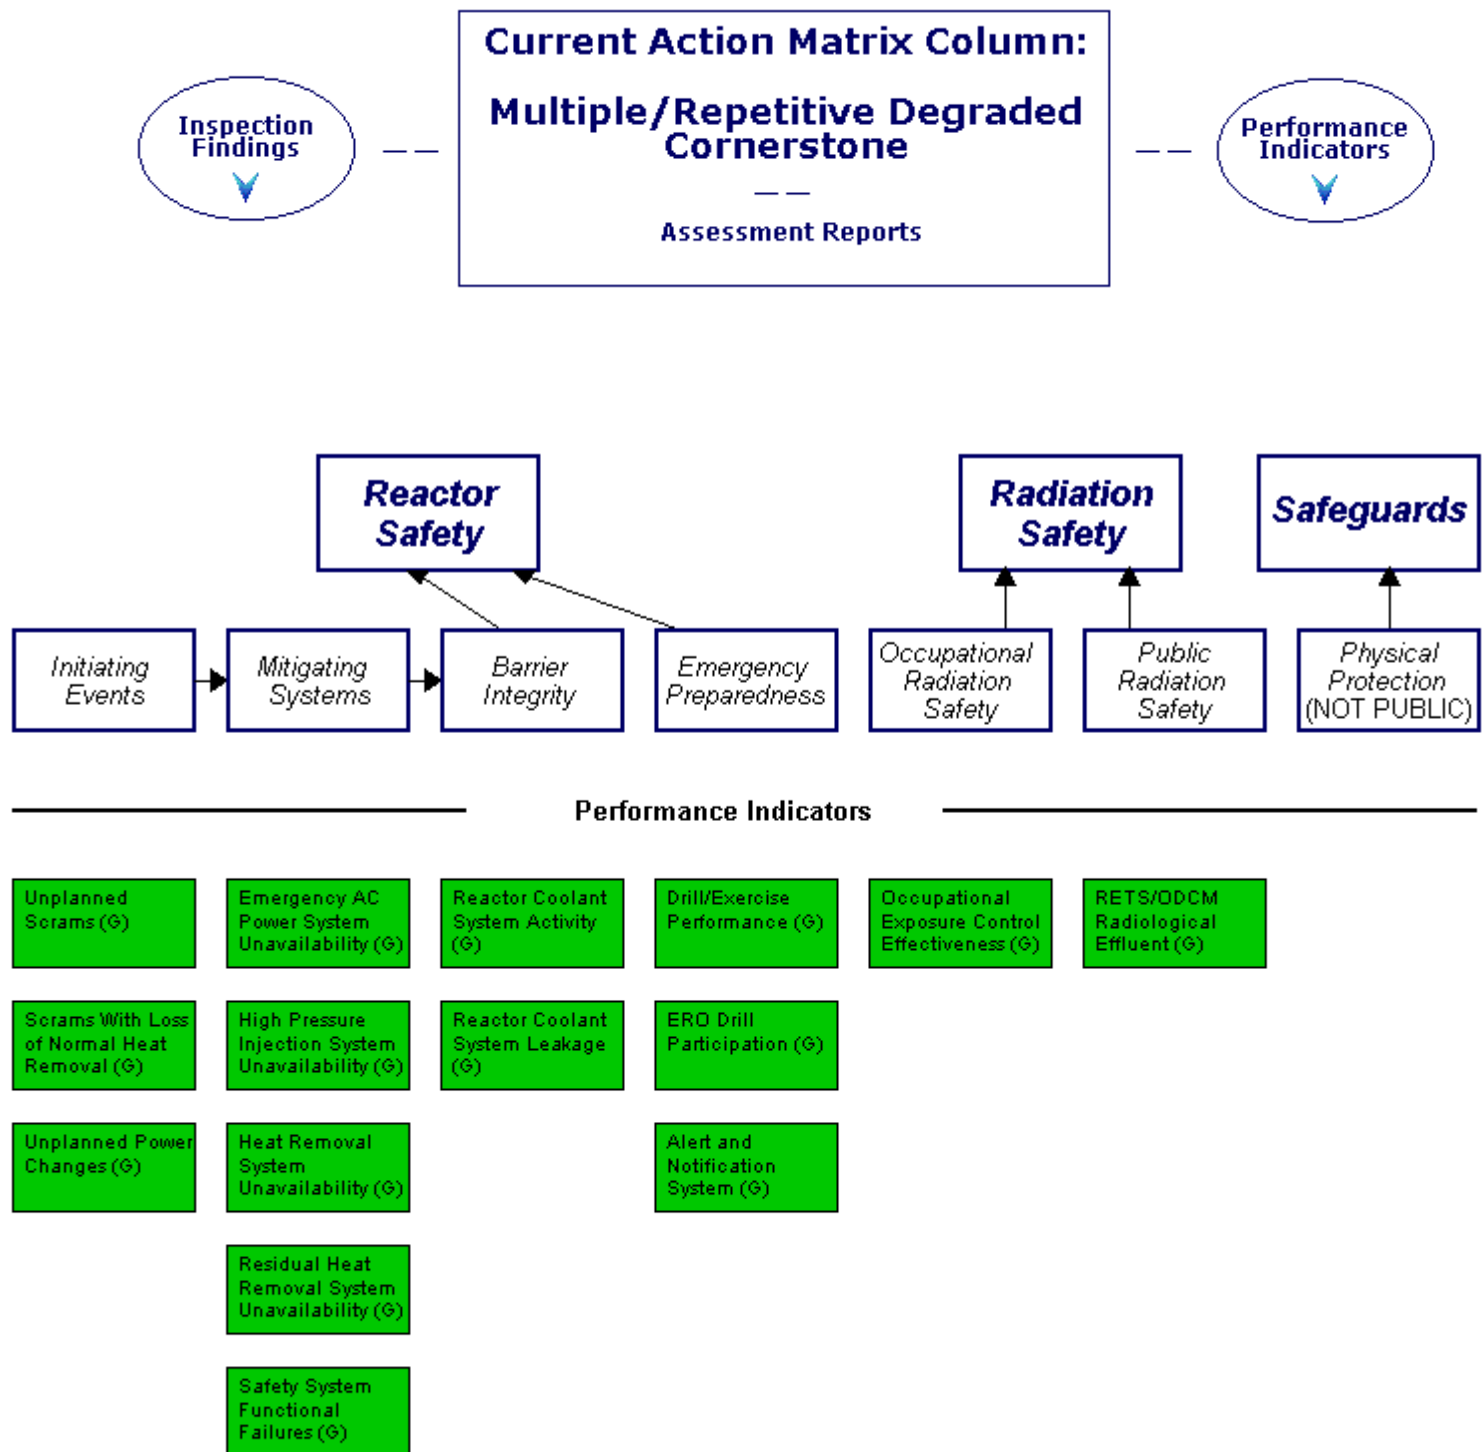 Current Action Matrix Column:
Multiple/Repetitive Degraded
Cornerstone
Assessment Reports
Inspection
Findings
Performance
Indicators
Reactor
Safety
Radiation
Safety
Safeguards
Initiating
Events
Mitigating
Systems
Barrier
Integrity
Emergency
Preparedness
Occupational
Radiation
Safety
Public
Radiation
Safety
Physical
Protection
(NOT PUBLIC)
Performance Indicators
Unplanned
Scrams (G)
Emergency AC
Power System
Unavailability (G)
Reactor Coolant
System Activity
(G)
Drill/Exercise
Performance (G)
Occupational
Exposure Control
Effectiveness (G)
RETS/ODCM
Radiological
Effluent (G)
Scrams With Loss
of Normal Heat
Removal (G)
High Pressure
Injection System
Unavailability (G)
Reactor Coolant
System Leakage
(G)
ERO Drill
Participation (G)
Unplanned Power
Changes (G)
Heat Removal
System
Unavailability (G)
Alert and
Notification
System (G)
Residual Heat
Removal System
Unavailability (G)
Safety System
Functional
Failures (G)